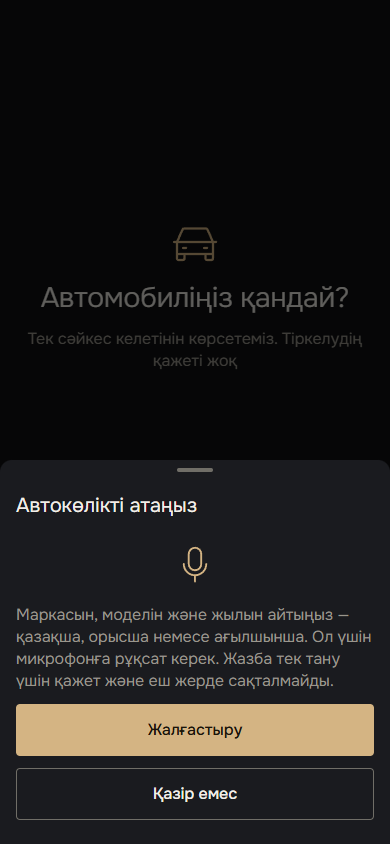 Автомобиліңіз қандай?
Тек сәйкес келетінін көрсетеміз. Тіркелудің
қажеті жоқ
Автокөлікті атаңыз
Маркасын, моделін және жылын айтыңыз —
қазақша, орысша немесе ағылшынша. Ол үшін
микрофонға рұқсат керек. Жазба тек тану
үшін қажет және еш жерде сақталмайды.
Жалғастыру
Қазір емес